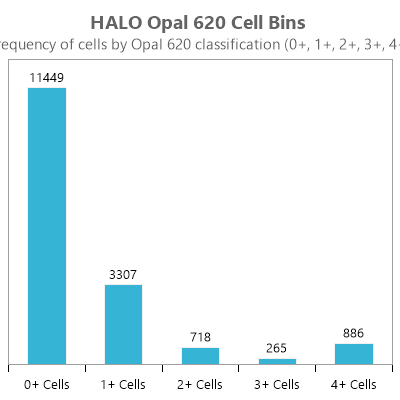 HALO Opal 620 Cell Bins
requency of cells by Opal 620 classification (0+, 1+, 2+, 3+, 4+
11449
3307
718
265
886
0+ Cells
1+ Cells
2+ Cells
3+ Cells
4+ Cells